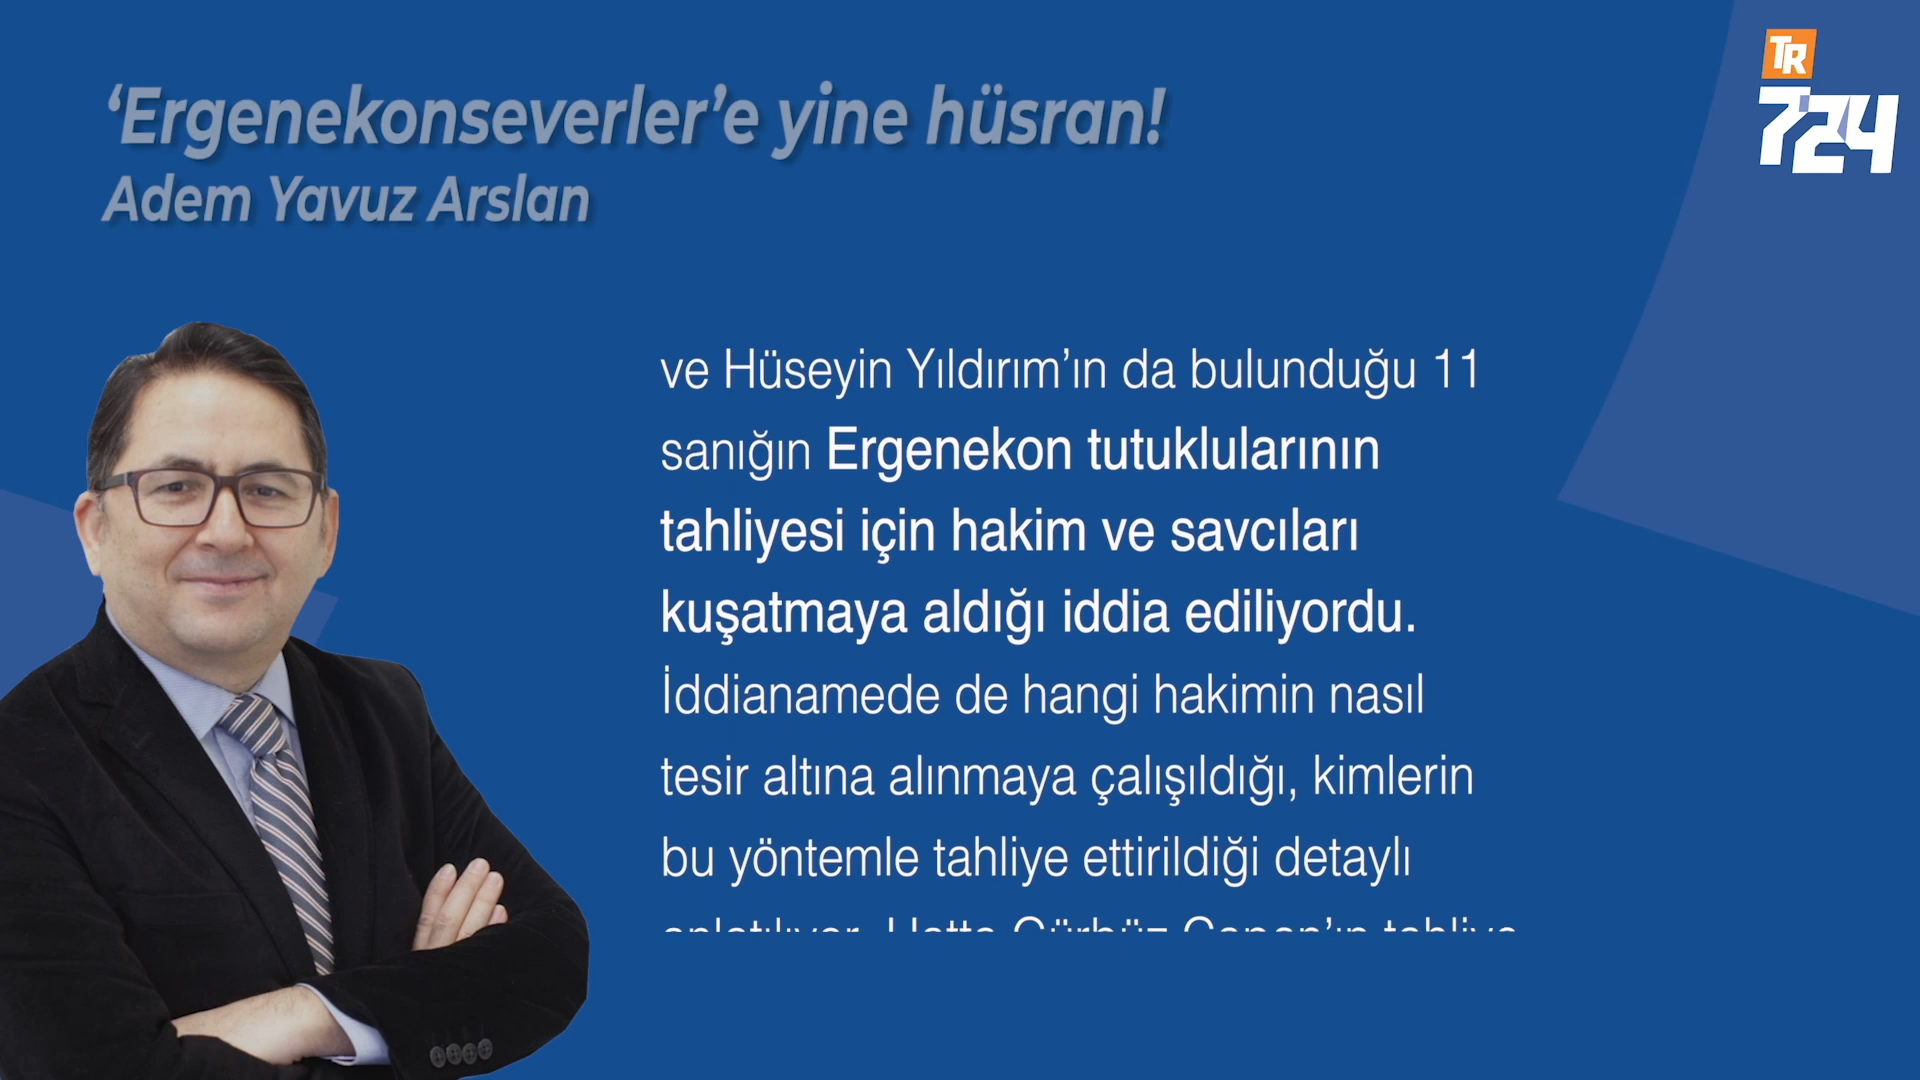 ‘Ergenekonseverler’e yine hüsran!
Adem Yavuz Arslan
TR
724
ve Hüseyin Yıldırım’ın da bulunduğu 11
sanığın Ergenekon tutuklularının
tahliyesi için hakim ve savcıları
kuşatmaya aldığı iddia ediliyordu.
İddianamede de hangi hakimin nasıl
tesir altına alınmaya çalışıldığı, kimlerin
bu yöntemle tahliye ettirildiği detaylı